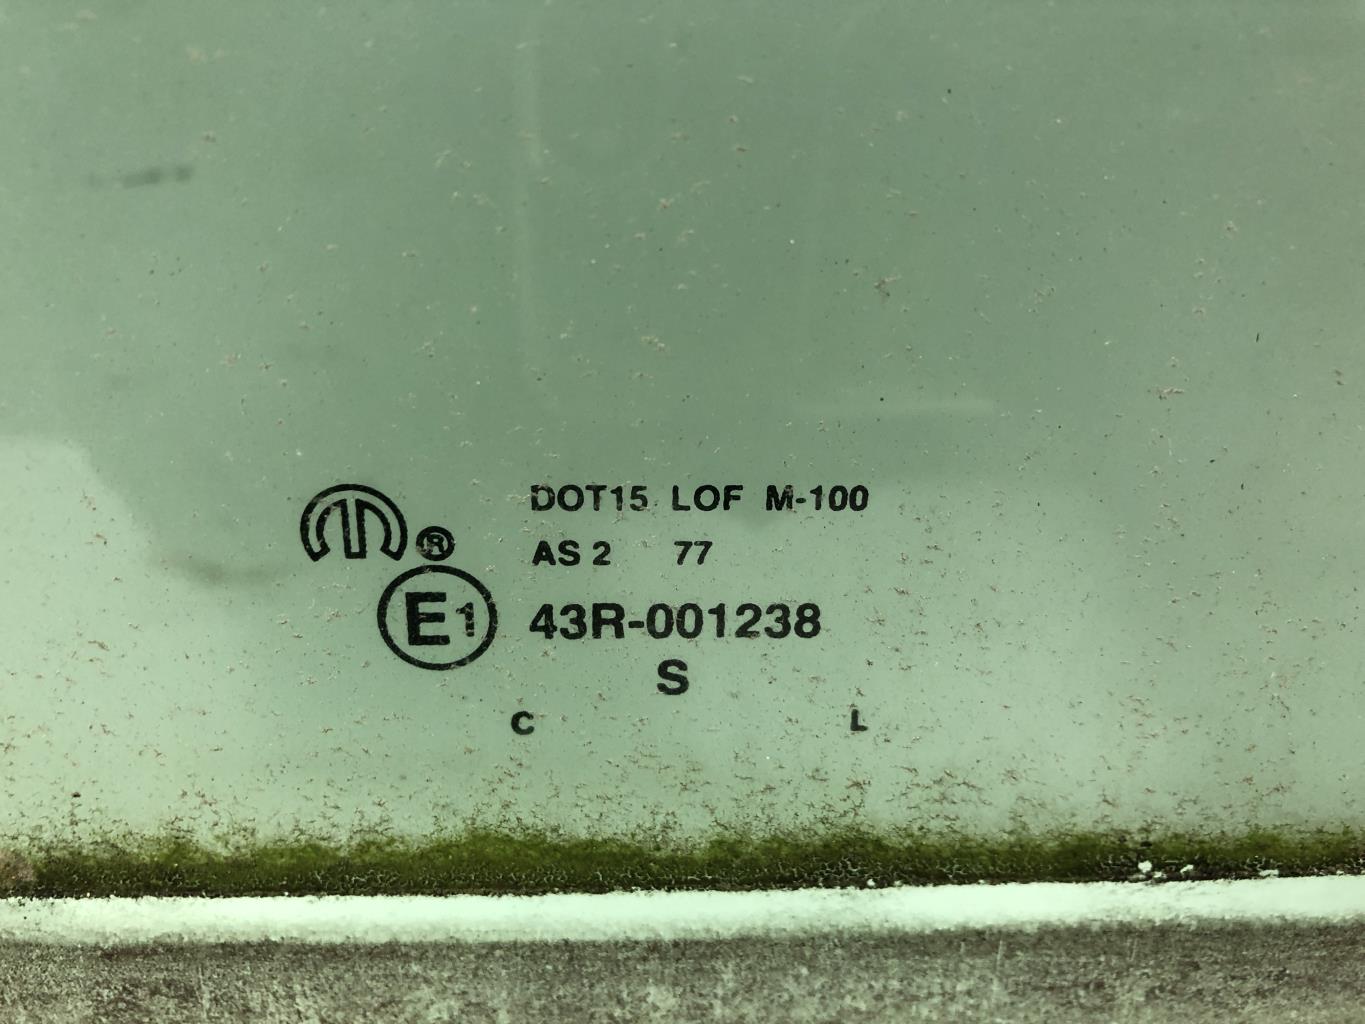 DOT15 LOF M-100
AS 2 77
®
E1 43R-001238
S
C L